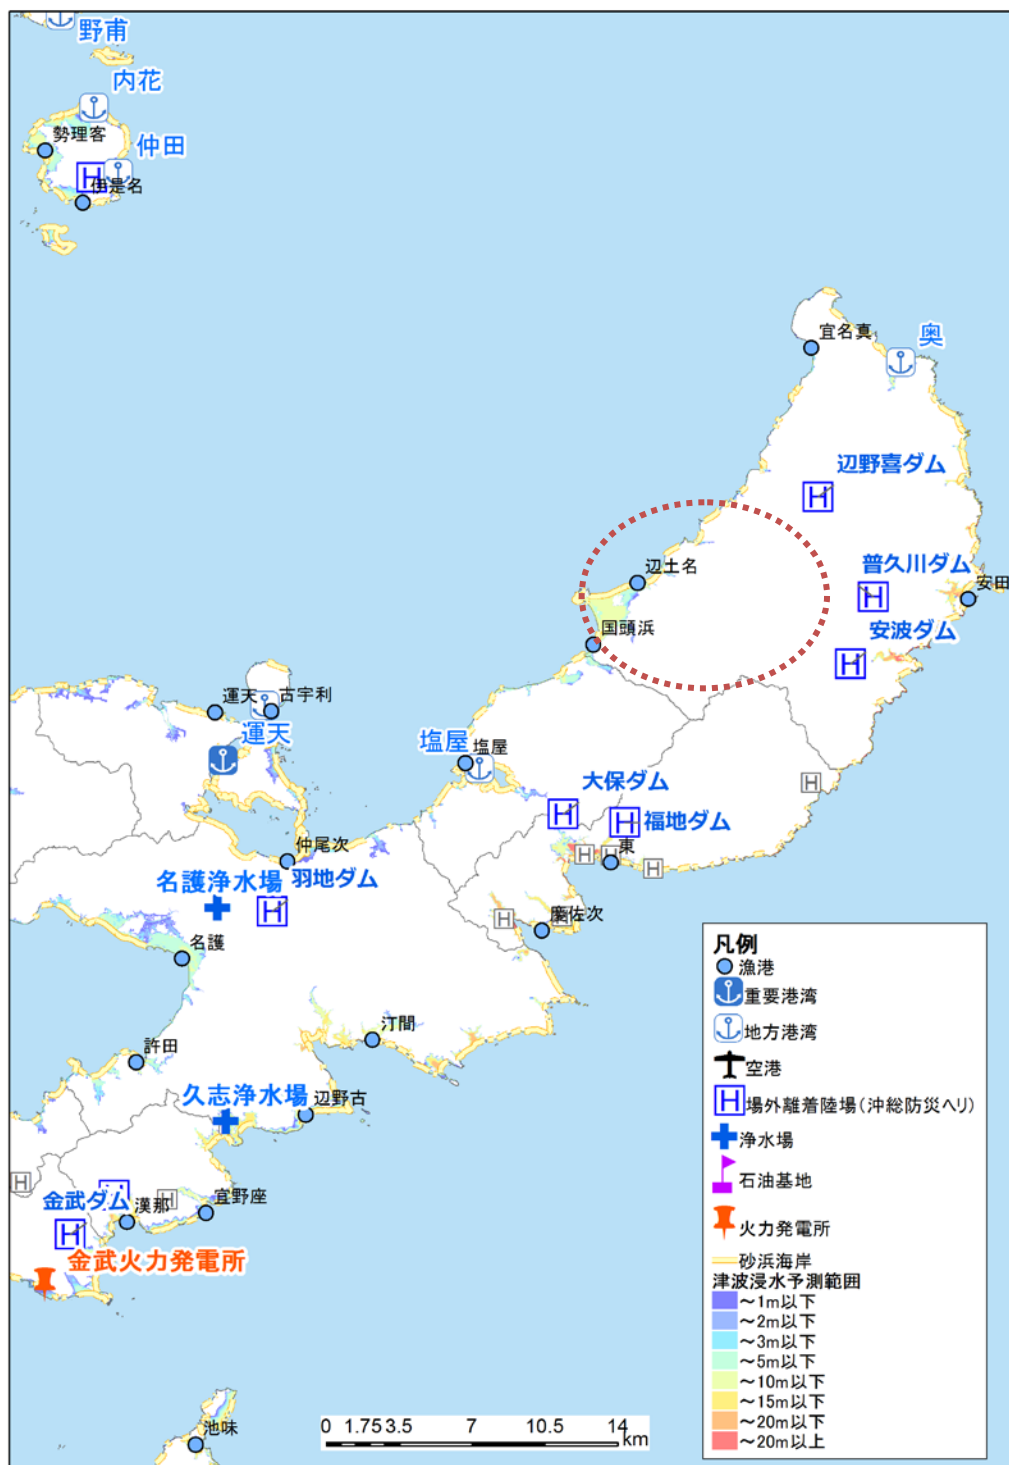 野甫
内花
勢理客
仲田
H
伊是名
宜名真
奥
辺野喜ダム
H
普久川ダム
辺土名
H
安田
国頭浜
安波ダム
H
運天
古宇利
運天
塩屋
塩屋
大保ダム
H
H
福地ダム
H
仲尾次
H
H
東
H
羽地ダム
名護浄水場
H
H
H
慶佐次
名護
汀間
許田
久志浄水場
辺野古
H
H
H
金武ダム
漢那
宜野座
H
金武火力発電所
池味
0 1.75 3.5 7 10.5 14
km
凡例
漁港
重要港湾
地方港湾
空港
H 場外離着陸場(沖総防災ヘリ)
浄水場
石油基地
火力発電所
砂浜海岸
津波浸水予測範囲
~1m以下
~2m以下
~3m以下
~5m以下
~10m以下
~15m以下
~20m以下
~20m以上